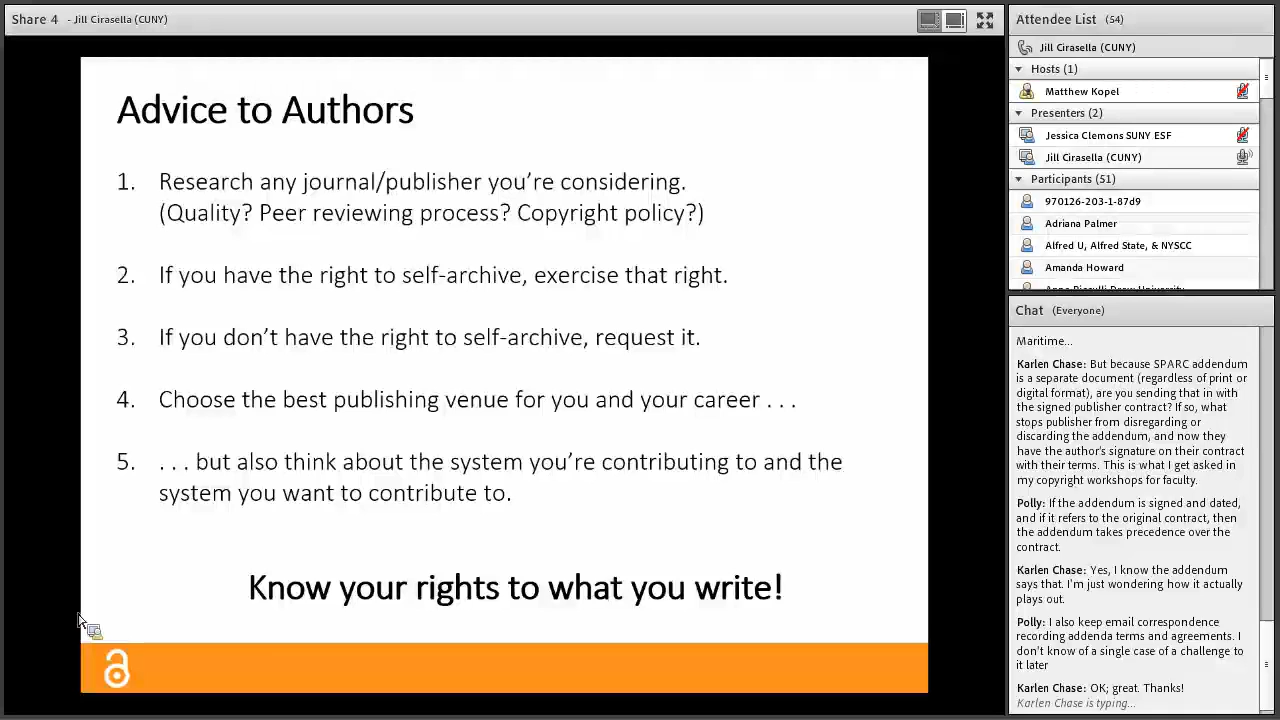 Share 4 - Jill Cirasella (CUNY)
Advice to Authors
1. Research any journal/publisher you're considering.
(Quality? Peer reviewing process? Copyright policy?)
2. If you have the right to self-archive, exercise that right.
3. If you don't have the right to self-archive, request it.
4. Choose the best publishing venue for you and your career . . .
5. . . . but also think about the system you're contributing to and the
system you want to contribute to.
Know your rights to what you write!
Attendee List (54)
Jill Cirasella (CUNY)
Hosts (1)
Matthew Kopel
Presenters (2)
Jessica Clemons SUNY ESF
Jill Cirasella (CUNY)
Participants (51)
970126-203-1-87d9
Adriana Palmer
Alfred U, Alfred State, & NYSCC
Amanda Howard
Chat (Everyone)
Maritime...
Karlen Chase: But because SPARC addendum
is a separate document (regardless of print or
digital format), are you sending that in with
the signed publisher contract? If so, what
stops publisher from disregarding or
discarding the addendum, and now they
have the author's signature on their contract
with their terms. This is what I get asked in
my copyright workshops for faculty.
Polly: If the addendum is signed and dated,
and if it refers to the original contract, then
the addendum takes precedence over the
contract.
Karlen Chase: Yes, I know the addendum
says that. I'm just wondering how it actually
plays out.
Polly: I also keep email correspondence
recording addenda terms and agreements. I
don't know of a single case of a challenge to
it later
Karlen Chase: OK; great. Thanks!
Karlen Chase is typing...